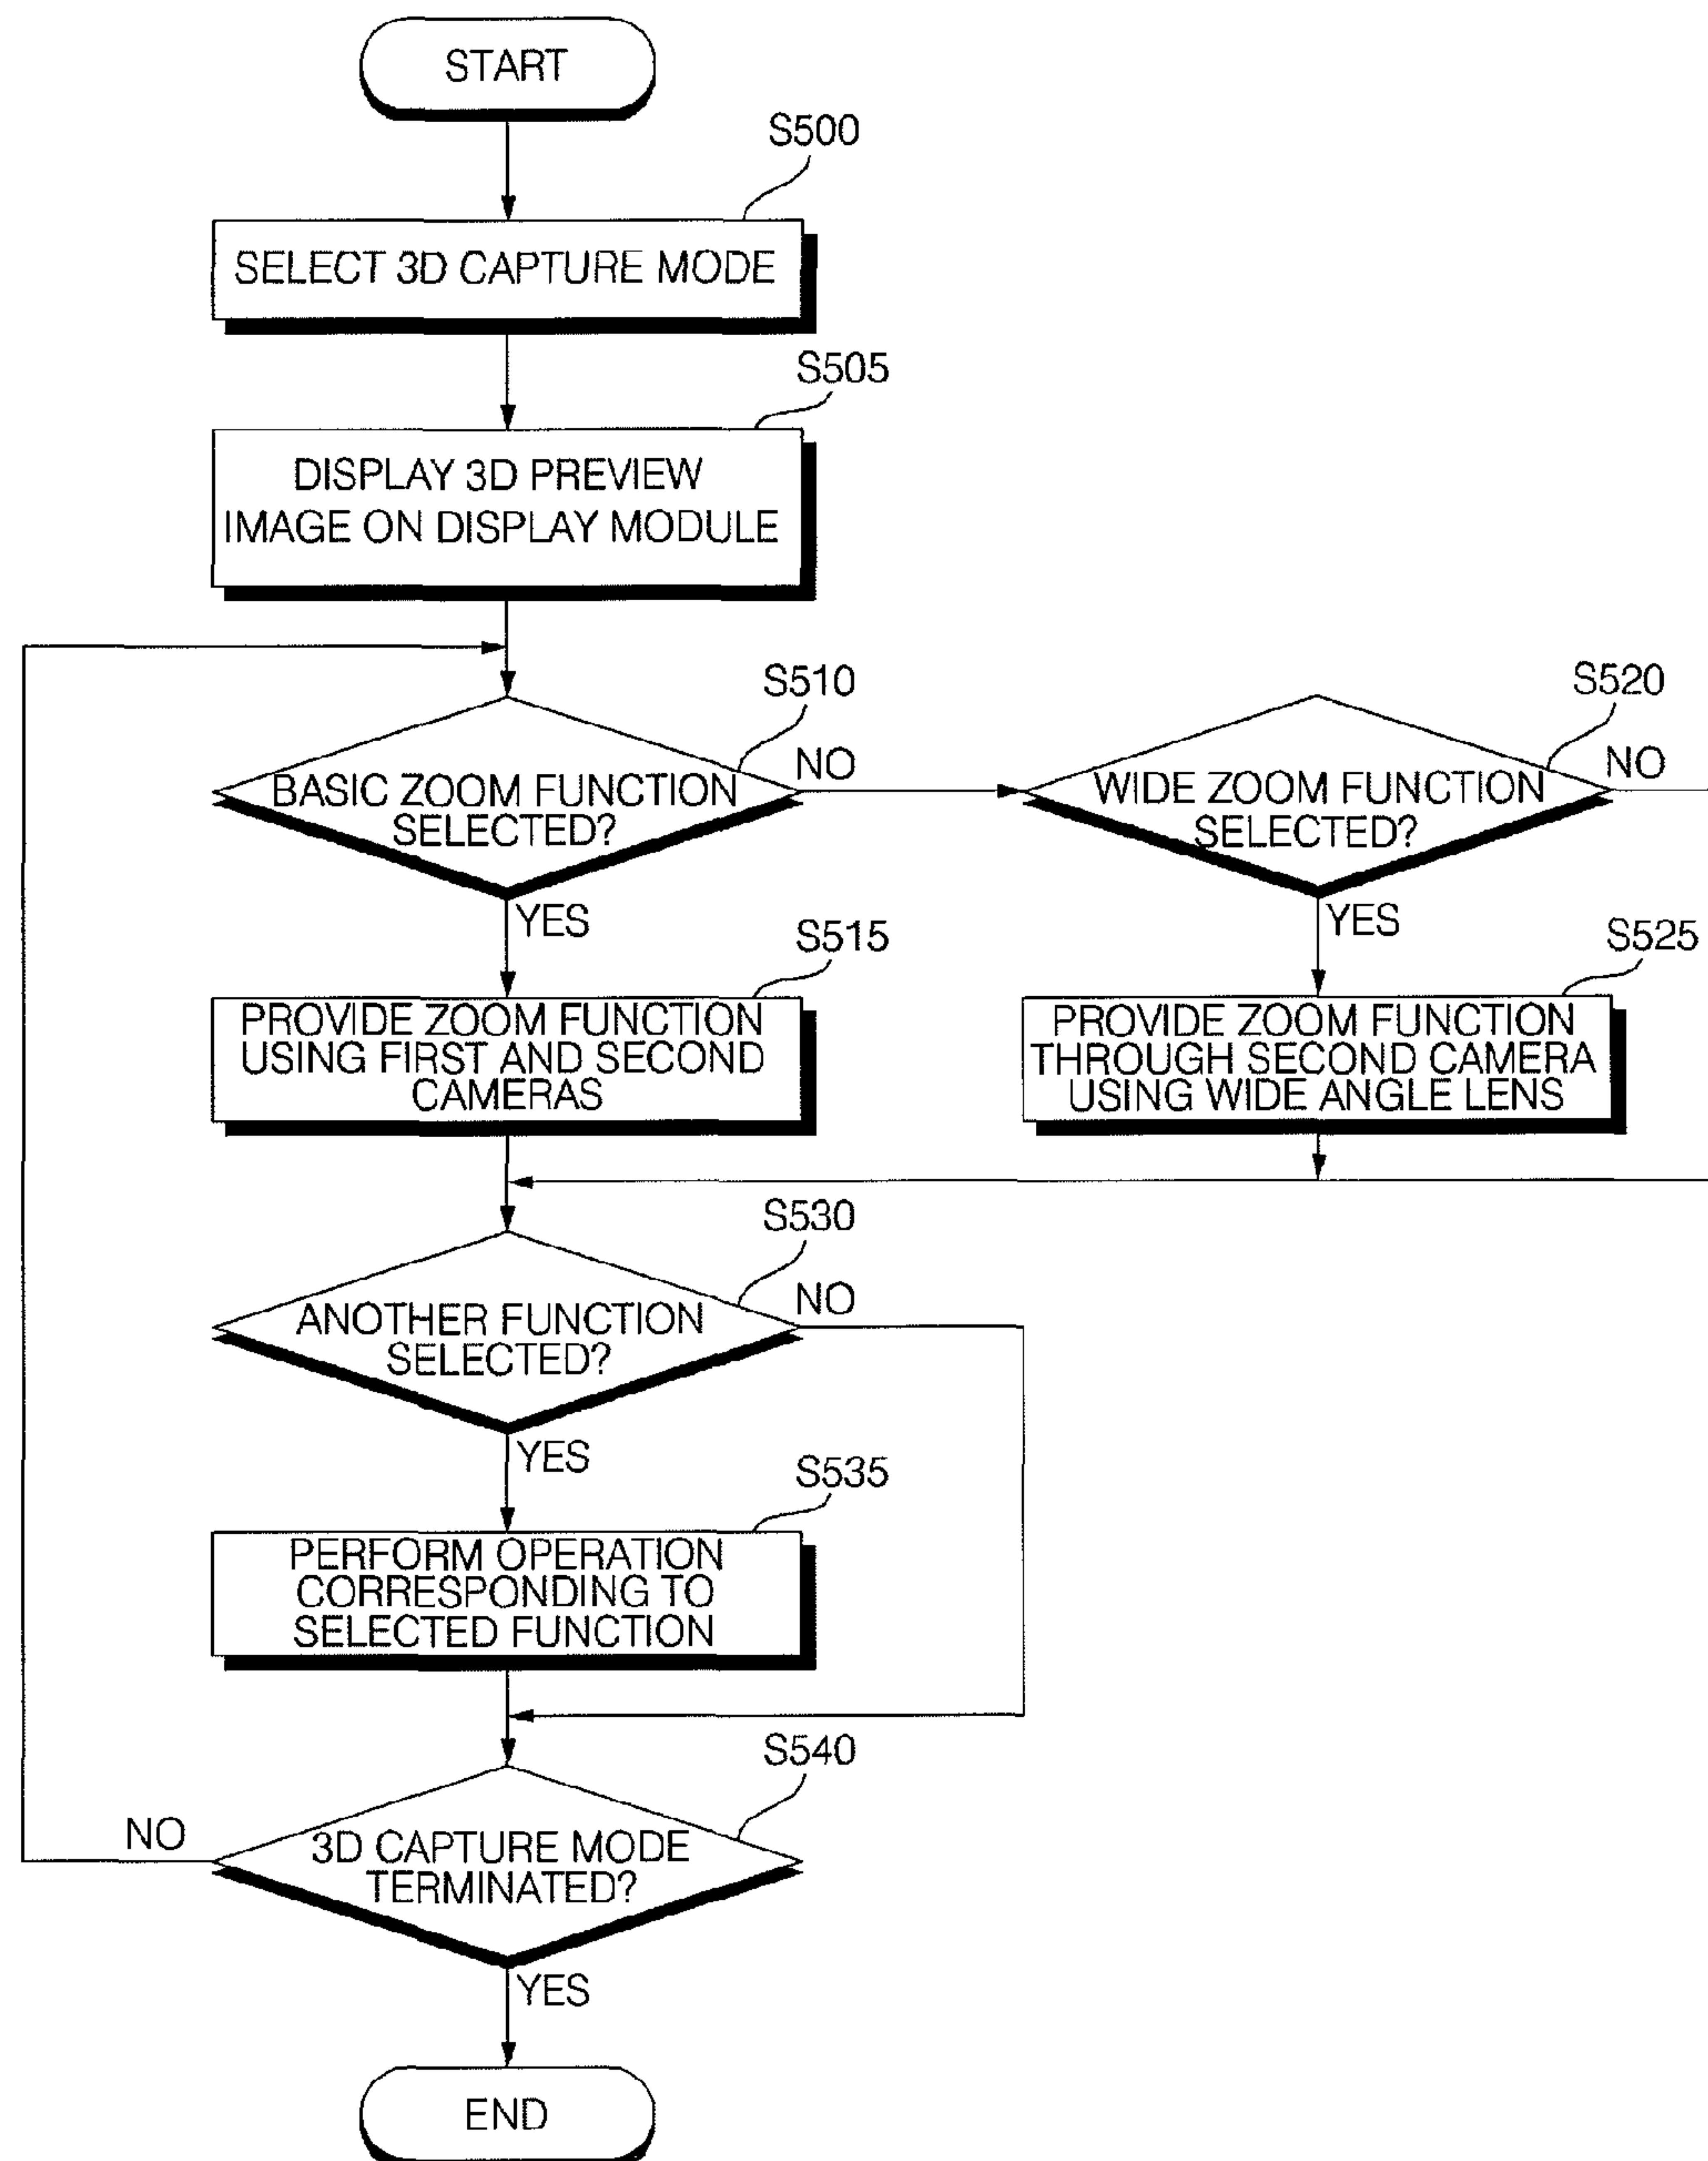 START
S500
SELECT 3D CAPTURE MODE
S505
DISPLAY 3D PREVIEW
IMAGE ON DISPLAY MODULE
S510
BASIC ZOOM FUNCTION
SELECTED?
NO
S520
WIDE ZOOM FUNCTION
SELECTED?
NO
YES
YES
S515
PROVIDE ZOOM FUNCTION
USING FIRST AND SECOND
CAMERAS
S525
PROVIDE ZOOM FUNCTION
THROUGH SECOND CAMERA
USING WIDE ANGLE LENS
S530
ANOTHER FUNCTION
SELECTED?
NO
YES
S535
PERFORM OPERATION
CORRESPONDING TO
SELECTED FUNCTION
S540
3D CAPTURE MODE
TERMINATED?
NO
YES
END